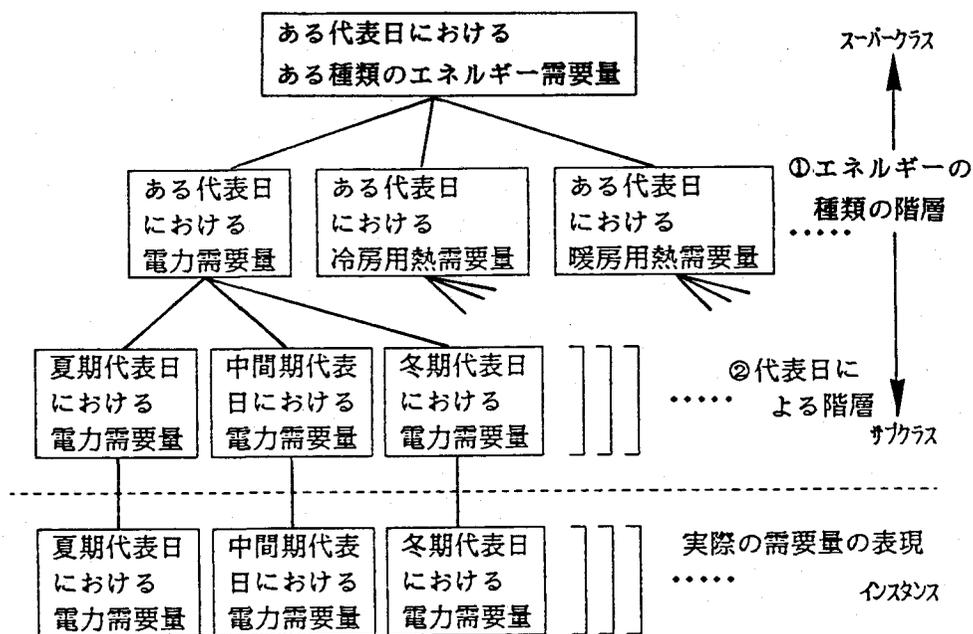 ある代表日における
ある種類のエネルギー需要量
スーパークラス
ある代表日
における
電力需要量
ある代表日
における
冷房用熱需要量
ある代表日
における
暖房用熱需要量
①エネルギーの
種類の階層
‥‥‥
夏期代表日
における
電力需要量
中間期代表
日における
電力需要量
冬期代表日
における
電力需要量
‥‥‥
②代表日に
よる階層
サブクラス
夏期代表日
における
電力需要量
中間期代表
日における
電力需要量
冬期代表日
における
電力需要量
実際の需要量の表現
‥‥‥
インスタンス